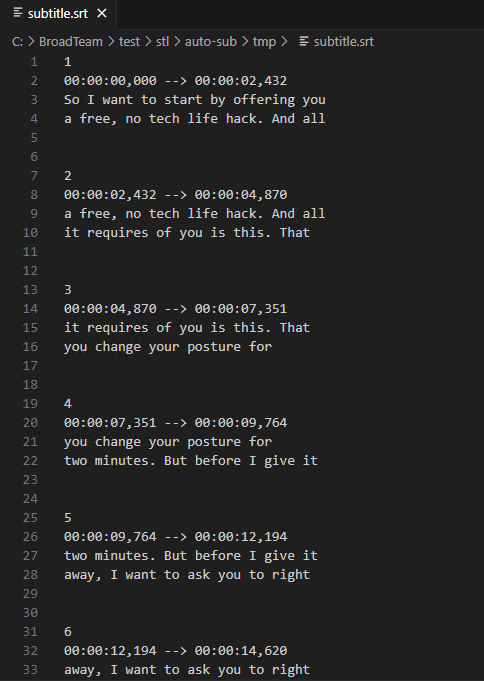 subtitle.srt ×
C: > BroadTeam > test > stl > auto-sub > tmp > subtitle.srt
1 1
2 00:00:00,000 --> 00:00:02,432
3 So I want to start by offering you
4 a free, no tech life hack. And all
5
6
7 2
8 00:00:02,432 --> 00:00:04,870
9 a free, no tech life hack. And all
10 it requires of you is this. That
11
12
13 3
14 00:00:04,870 --> 00:00:07,351
15 it requires of you is this. That
16 you change your posture for
17
18
19 4
20 00:00:07,351 --> 00:00:09,764
21 you change your posture for
22 two minutes. But before I give it
23
24
25 5
26 00:00:09,764 --> 00:00:12,194
27 two minutes. But before I give it
28 away, I want to ask you to right
29
30
31 6
32 00:00:12,194 --> 00:00:14,620
33 away, I want to ask you to right